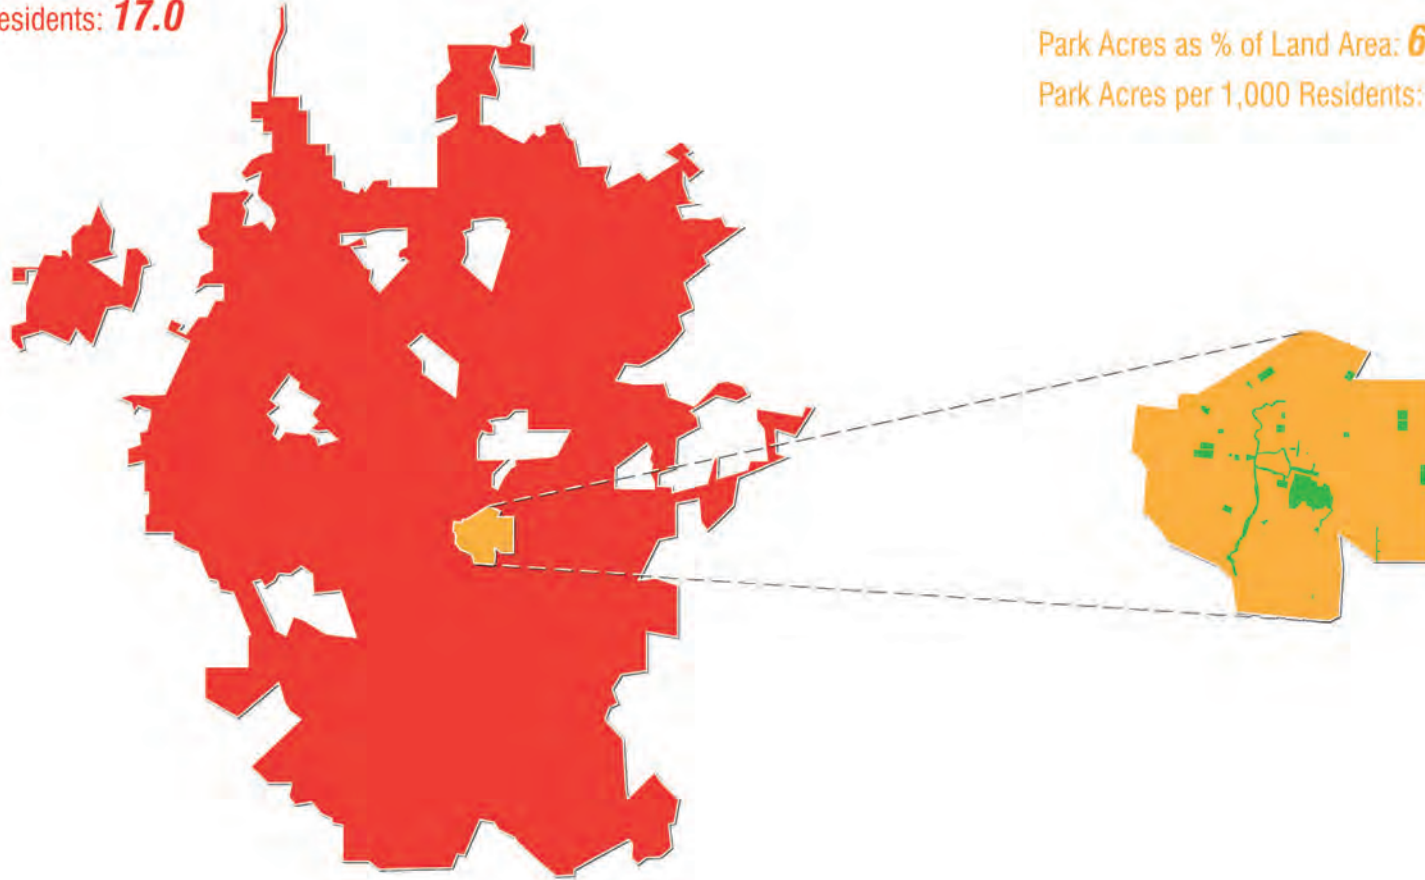 esidents: 17.0
Park Acres as % of Land Area: 6
Park Acres per 1,000 Residents: